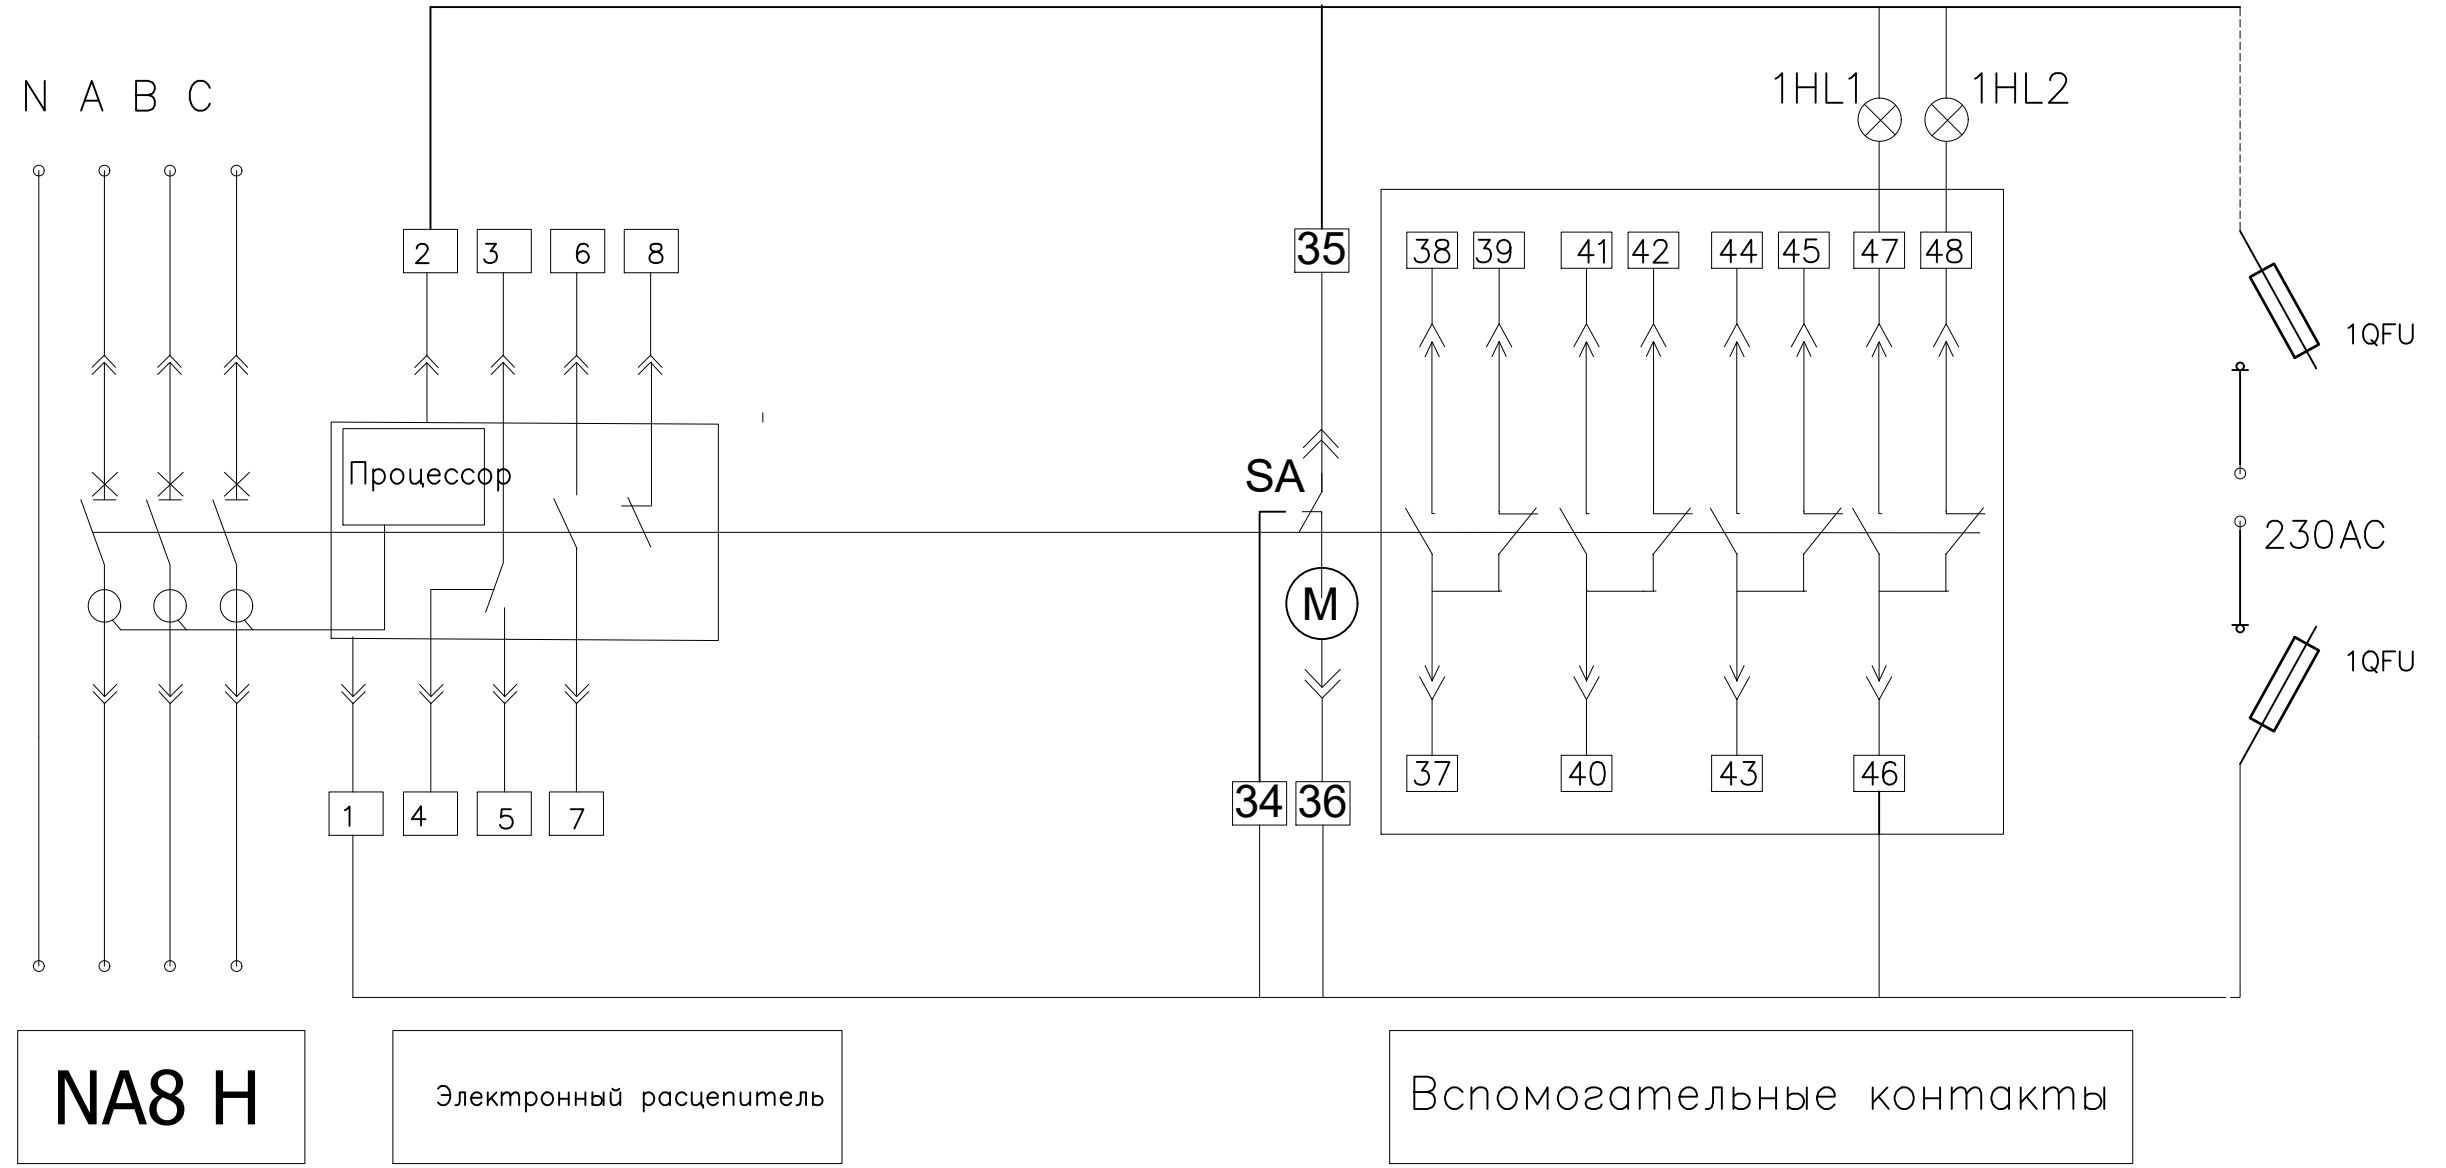 N A B C
1HL1 1HL2
2 3 6 8 35 38 39 41 42 44 45 47 48
1QFU
Процессор
SA
230AC
M
1QFU
37 40 43 46
1 4 5 7 34 36
NA8 H
Электронный расцепитель
Вспомогательные контакты